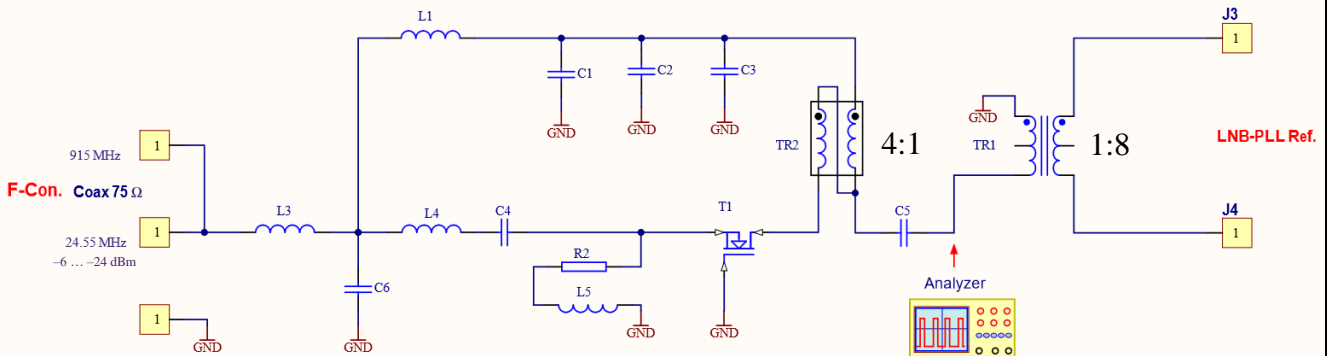 L1
J3
1
C1
C2
C3
GND
GND
GND
GND
1
915 MHz
TR2
4:1
TR1
1:8
LNB-PLL Ref.
F-Con. Coax 75 Ω
1
24.55 MHz
–6 … –24 dBm
L3
L4
C4
T1
C5
J4
1
R2
L5
C6
Analyzer
1
GND
GND
GND
GND